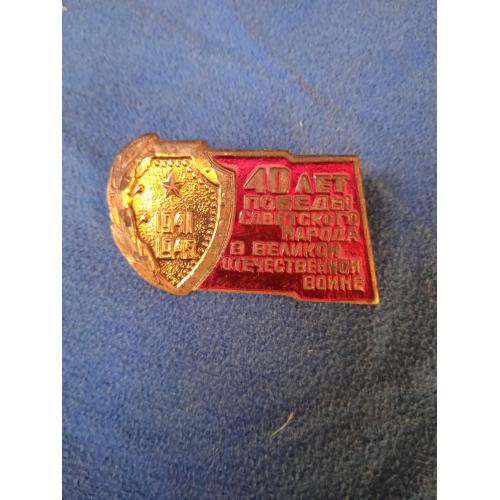 1941
1945
40 ЛЕТ
ПОБЕДЫ
СОВЕТСКОГО
НАРОДА
В ВЕЛИКОЙ
ОТЕЧЕСТВЕННОЙ
ВОЙНЕ